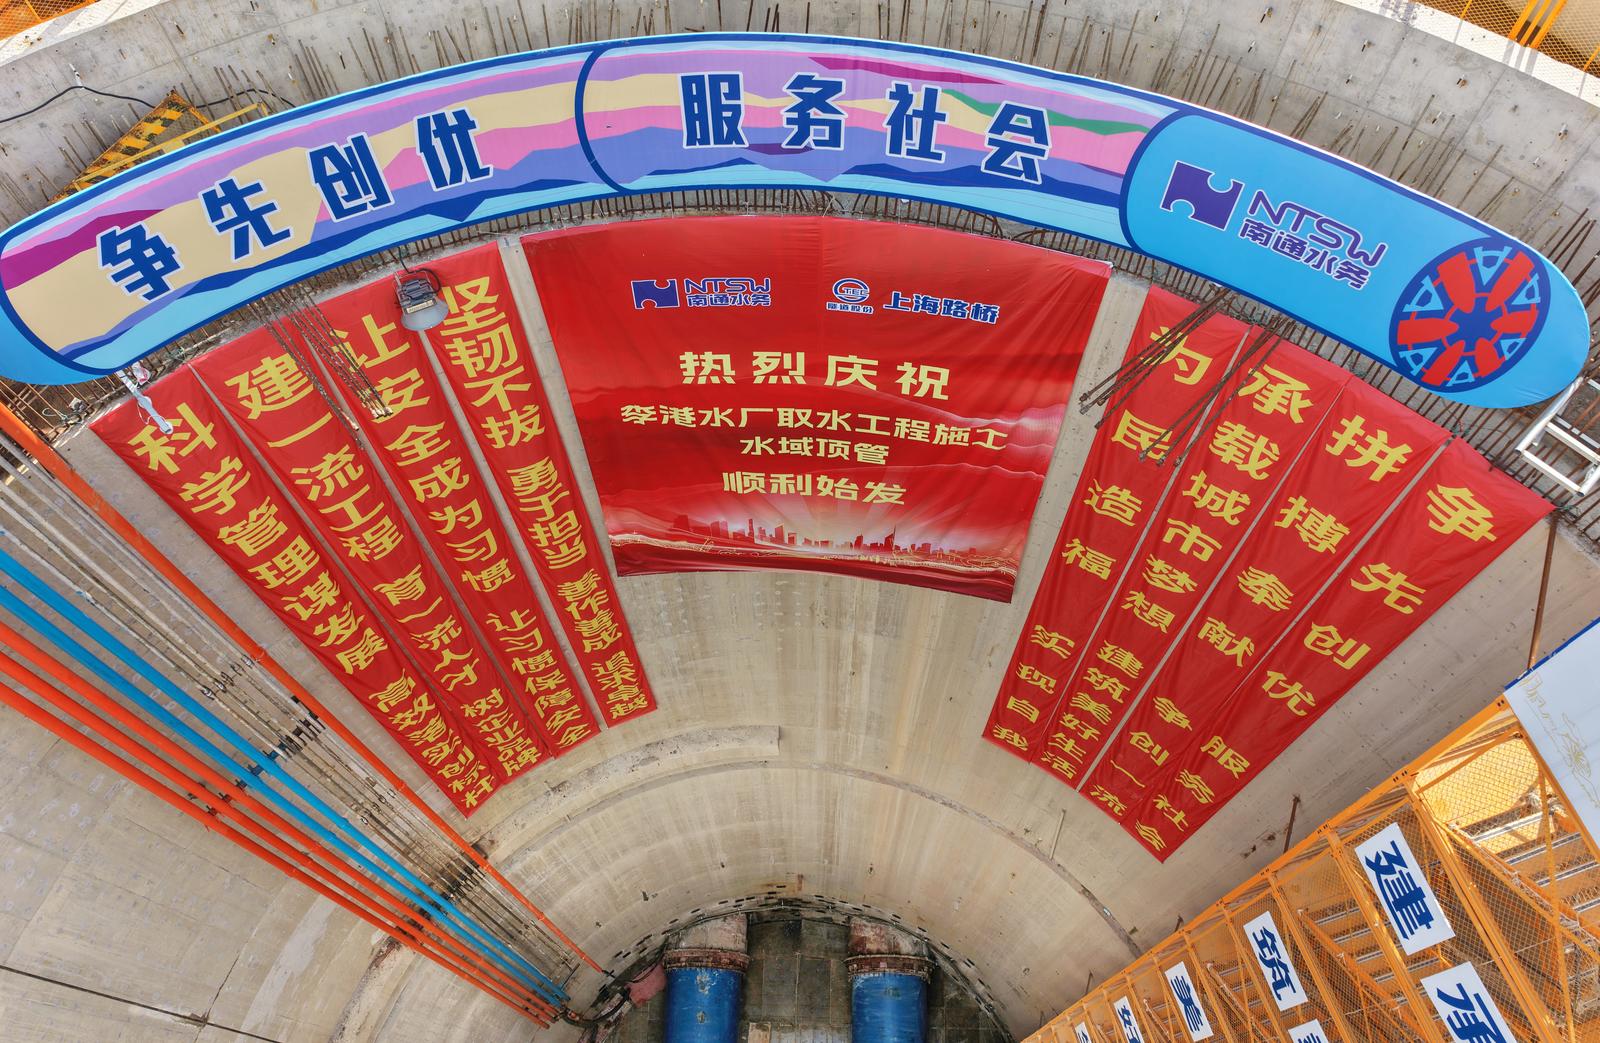 争先创优 服务社会
NTSW
南通水务
NTSW
南通水务
隧道股份
上海路桥
热烈庆祝
李港水厂取水工程施工
水域顶管
顺利始发
科学管理谋发展 高效落实创标杆
建一流工程 育一流人才 树企业品牌
让安全成为习惯 让习惯保障安全
坚韧不拔 勇于担当 善作善成 追求卓越
为民造福 实现自我
承载城市梦想 建筑美好生活
拼搏奉献 争创一流
争先创优 服务社会
建
筑
美
好
承